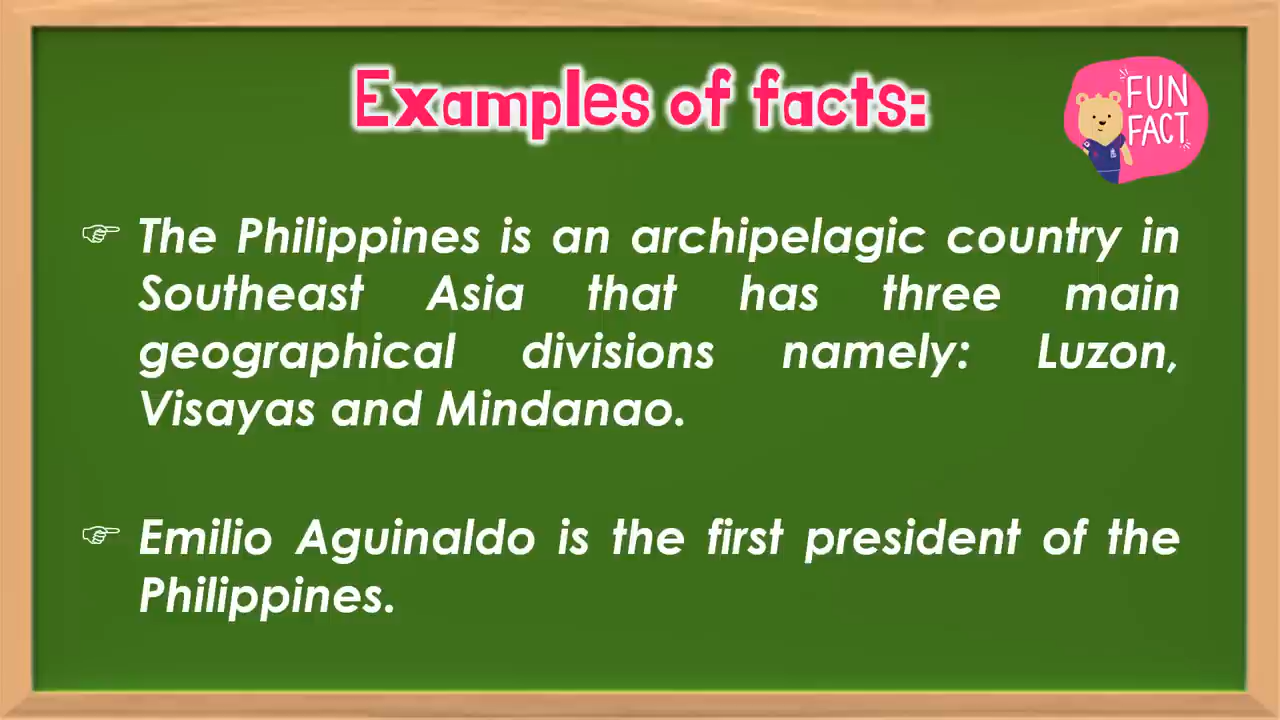 Examples of facts:
FUN
FACT
☞ The Philippines is an archipelagic country in
Southeast Asia that has three main
geographical divisions namely: Luzon,
Visayas and Mindanao.
☞ Emilio Aguinaldo is the first president of the
Philippines.